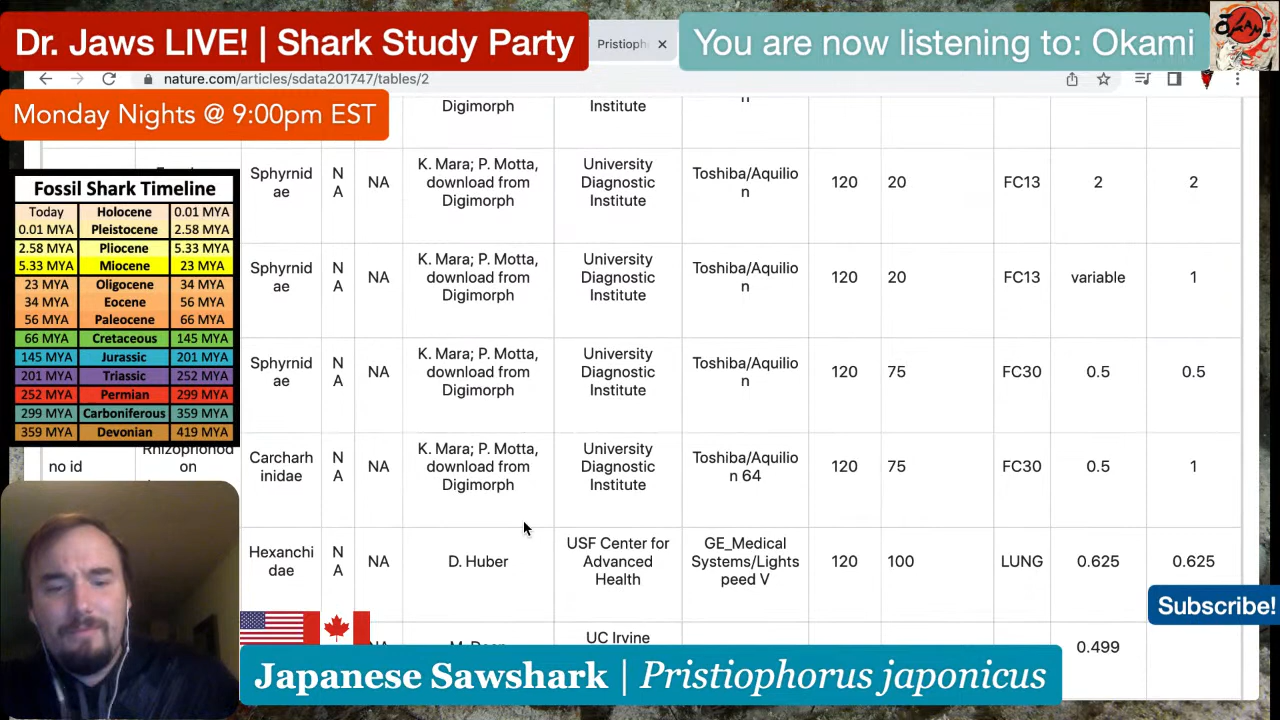 Dr. Jaws LIVE! | Shark Study Party
Pristioph
You are now listening to: Okami
nature.com/articles/sdata201747/tables/2
Monday Nights @ 9:00pm EST
Digimorph
Institute
n
Sphyrnid
ae
N
A
NA
K. Mara; P. Motta,
download from
Digimorph
University
Diagnostic
Institute
Toshiba/Aquilio
n
120
20
FC13
2
2
Sphyrnid
ae
N
A
NA
K. Mara; P. Motta,
download from
Digimorph
University
Diagnostic
Institute
Toshiba/Aquilio
n
120
20
FC13
variable
1
Sphyrnid
ae
N
A
NA
K. Mara; P. Motta,
download from
Digimorph
University
Diagnostic
Institute
Toshiba/Aquilio
n
120
75
FC30
0.5
0.5
no id
Rhizoprionod
on
Carcharh
inidae
N
A
NA
K. Mara; P. Motta,
download from
Digimorph
University
Diagnostic
Institute
Toshiba/Aquilio
n 64
120
75
FC30
0.5
1
Hexanchi
dae
N
A
NA
D. Huber
USF Center for
Advanced
Health
GE_Medical
Systems/Lights
peed V
120
100
LUNG
0.625
0.625
NA
UC Irvine
0.499
Fossil Shark Timeline
Today Holocene 0.01 MYA
0.01 MYA Pleistocene 2.58 MYA
2.58 MYA Pliocene 5.33 MYA
5.33 MYA Miocene 23 MYA
23 MYA Oligocene 34 MYA
34 MYA Eocene 56 MYA
56 MYA Paleocene 66 MYA
66 MYA Cretaceous 145 MYA
145 MYA Jurassic 201 MYA
201 MYA Triassic 252 MYA
252 MYA Permian 299 MYA
299 MYA Carboniferous 359 MYA
359 MYA Devonian 419 MYA
Subscribe!
Japanese Sawshark | Pristiophorus japonicus